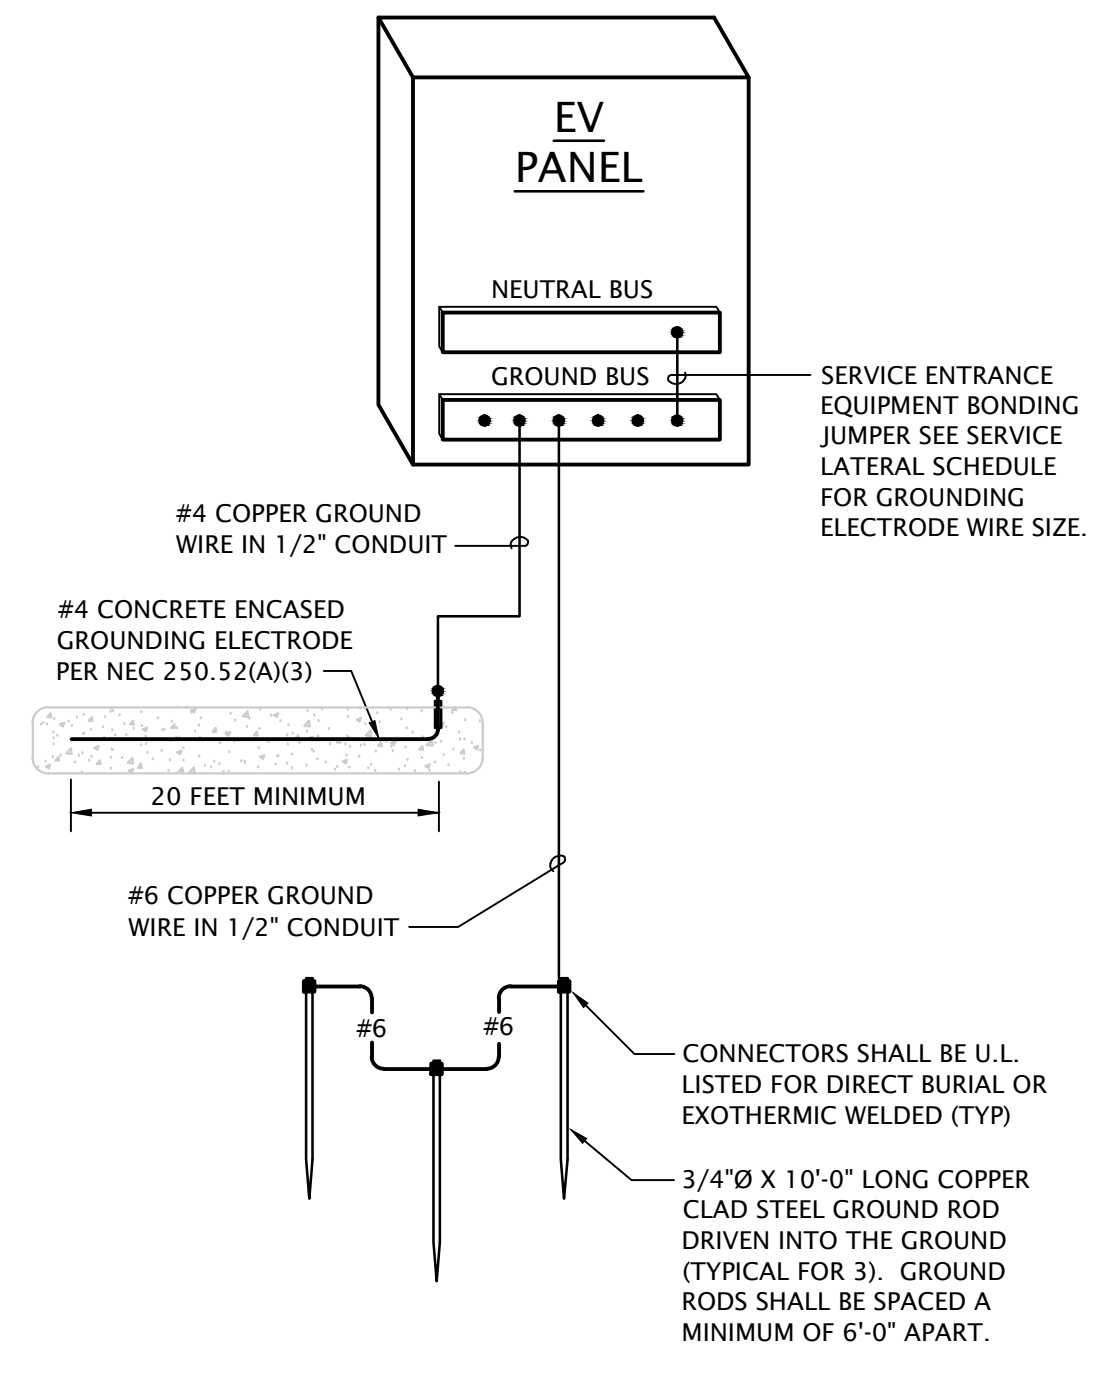 EV
PANEL
NEUTRAL BUS
GROUND BUS
SERVICE ENTRANCE
EQUIPMENT BONDING
JUMPER SEE SERVICE
LATERAL SCHEDULE
FOR GROUNDING
ELECTRODE WIRE SIZE.
#4 COPPER GROUND
WIRE IN 1/2" CONDUIT
#4 CONCRETE ENCASED
GROUNDING ELECTRODE
PER NEC 250.52(A)(3)
20 FEET MINIMUM
#6 COPPER GROUND
WIRE IN 1/2" CONDUIT
#6
#6
CONNECTORS SHALL BE U.L.
LISTED FOR DIRECT BURIAL OR
EXOTHERMIC WELDED (TYP)
3/4"Ø X 10'-0" LONG COPPER
CLAD STEEL GROUND ROD
DRIVEN INTO THE GROUND
(TYPICAL FOR 3).  GROUND
RODS SHALL BE SPACED A
MINIMUM OF 6'-0" APART.